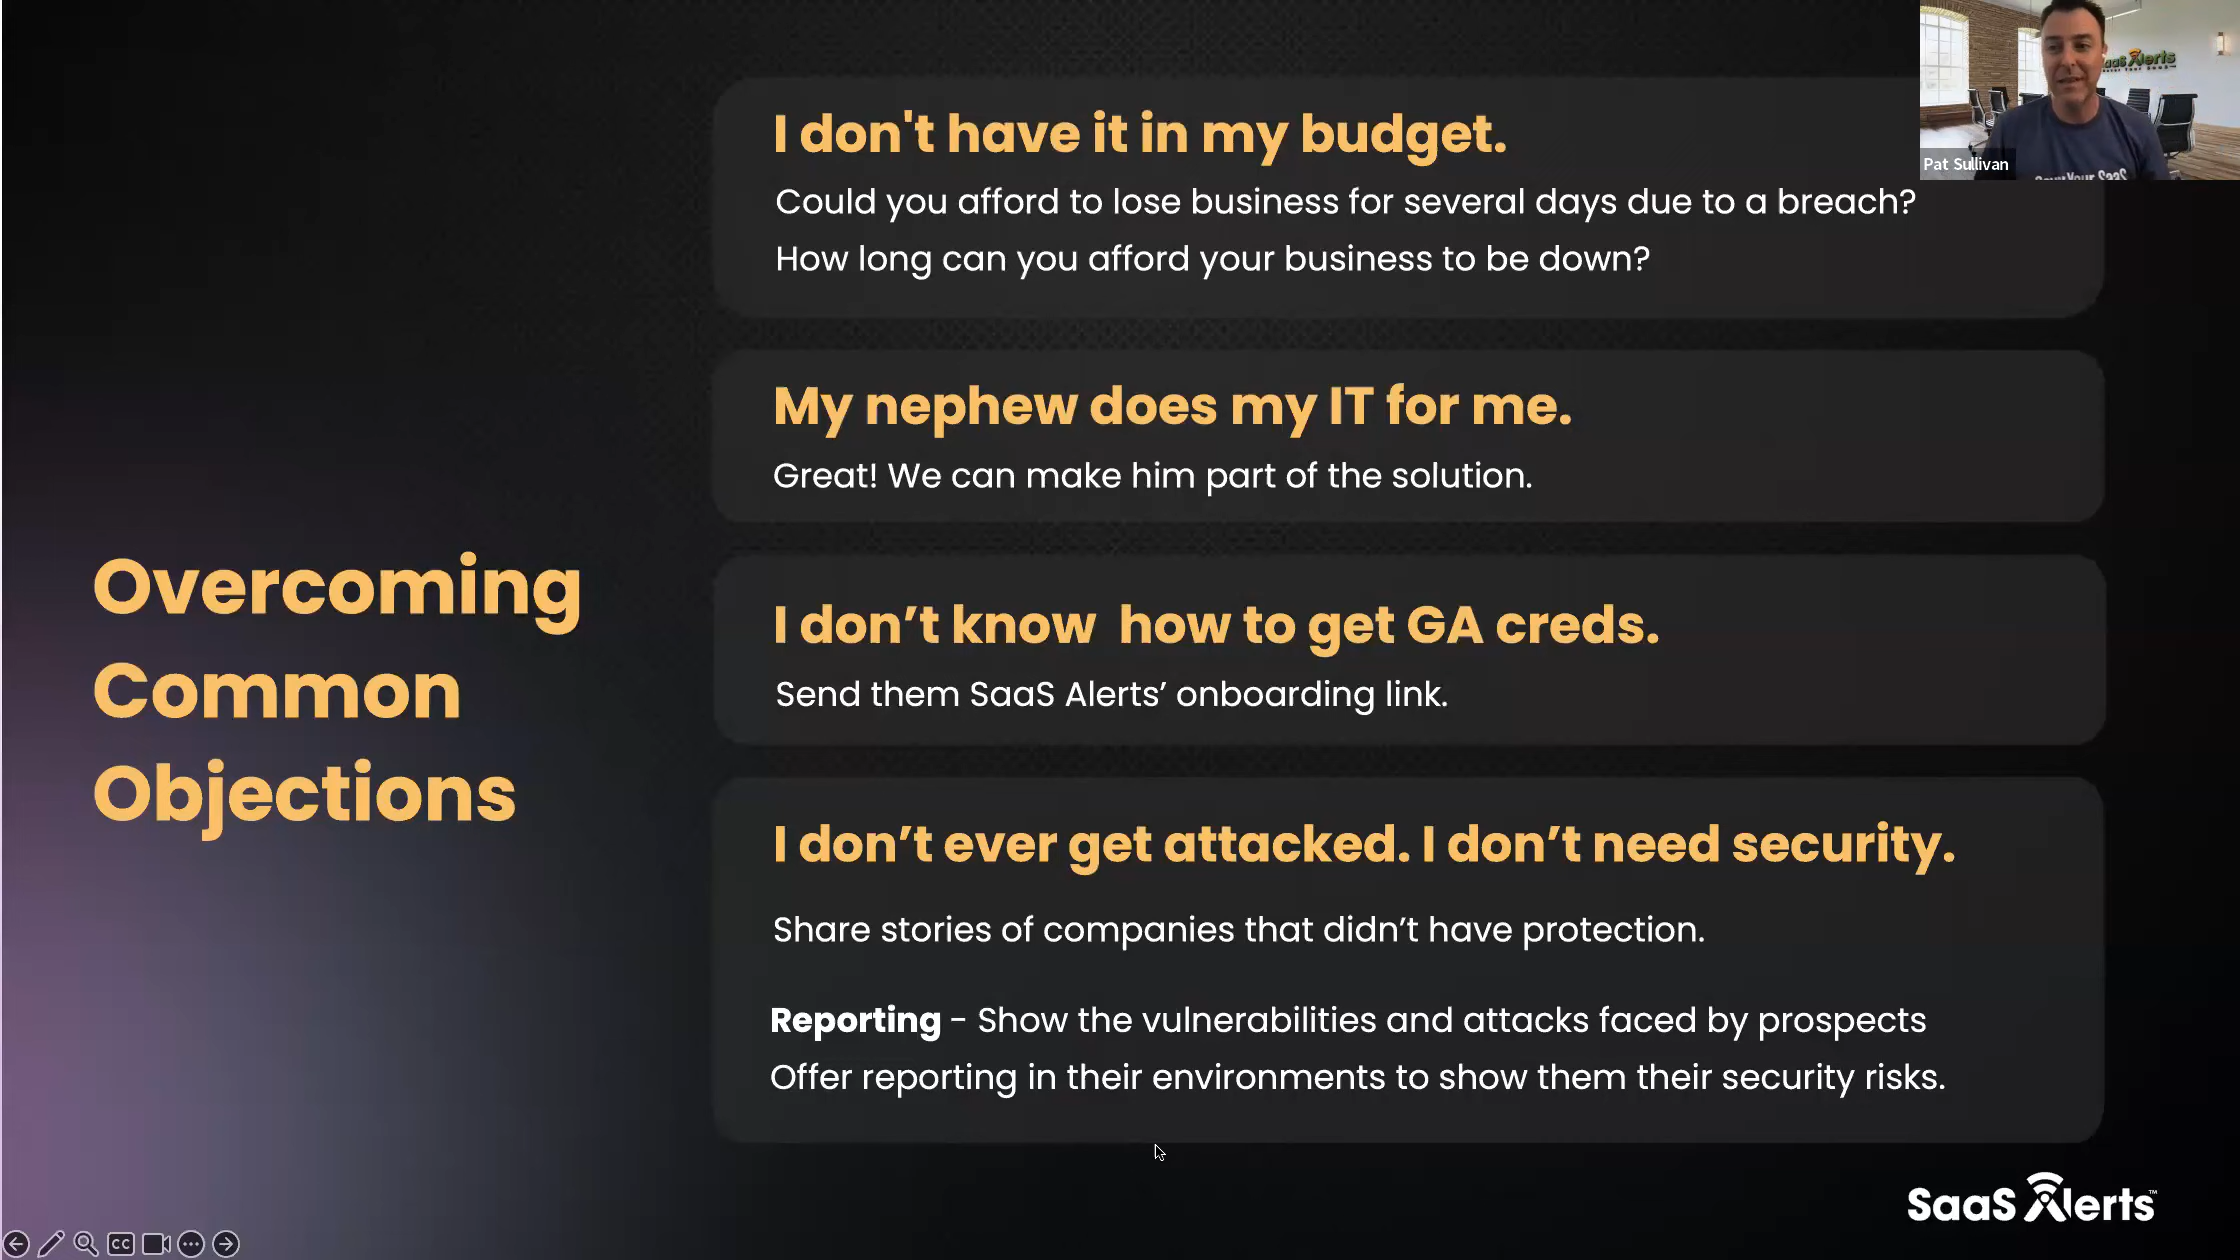 Overcoming
Common
Objections
I don't have it in my budget.
Could you afford to lose business for several days due to a breach?
How long can you afford your business to be down?
My nephew does my IT for me.
Great! We can make him part of the solution.
I don’t know  how to get GA creds.
Send them SaaS Alerts’ onboarding link.
I don’t ever get attacked. I don’t need security.
Share stories of companies that didn’t have protection.
Reporting - Show the vulnerabilities and attacks faced by prospects
Offer reporting in their environments to show them their security risks.
Pat Sullivan
Your SaaS
SaaS Alerts™
CC